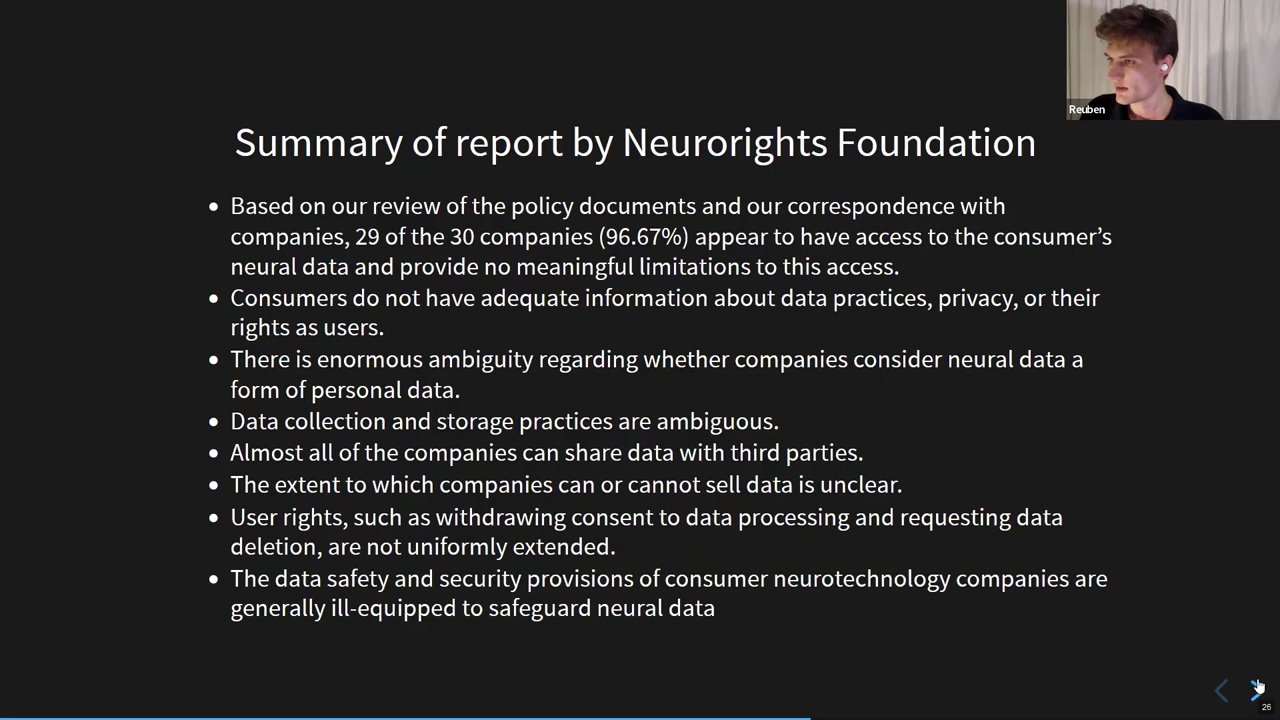 Reuben
Summary of report by Neurorights Foundation
• Based on our review of the policy documents and our correspondence with
companies, 29 of the 30 companies (96.67%) appear to have access to the consumer’s
neural data and provide no meaningful limitations to this access.
• Consumers do not have adequate information about data practices, privacy, or their
rights as users.
• There is enormous ambiguity regarding whether companies consider neural data a
form of personal data.
• Data collection and storage practices are ambiguous.
• Almost all of the companies can share data with third parties.
• The extent to which companies can or cannot sell data is unclear.
• User rights, such as withdrawing consent to data processing and requesting data
deletion, are not uniformly extended.
• The data safety and security provisions of consumer neurotechnology companies are
generally ill-equipped to safeguard neural data
26